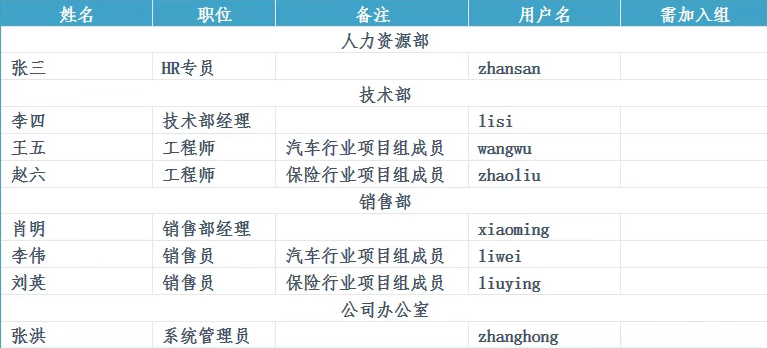 姓名 职位 备注 用户名 需加入组
人力资源部
张三 HR专员 zhansan
技术部
李四 技术部经理 lisi
王五 工程师 汽车行业项目组成员 wangwu
赵六 工程师 保险行业项目组成员 zhaoliu
销售部
肖明 销售部经理 xiaoming
李伟 销售员 汽车行业项目组成员 liwei
刘英 销售员 保险行业项目组成员 liuying
公司办公室
张洪 系统管理员 zhanghong